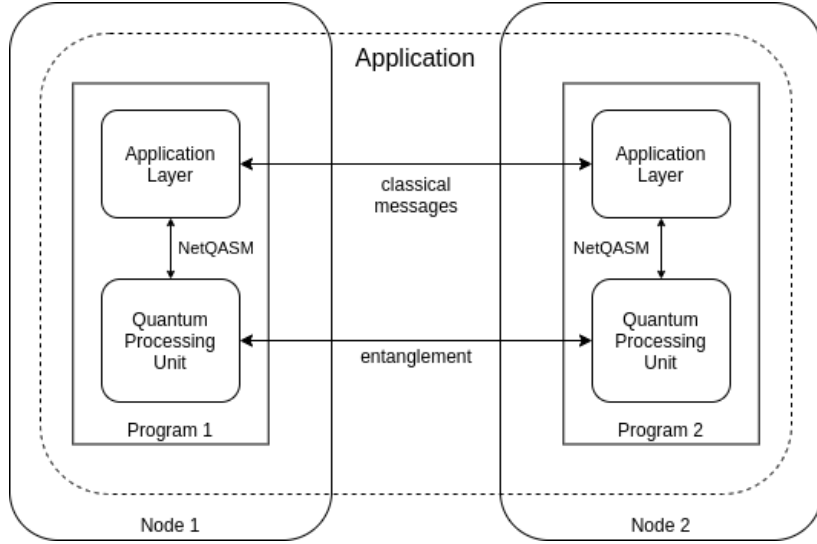 Application
Application
Layer
Application
Layer
classical
messages
NetQASM
NetQASM
Quantum
Processing
Unit
Quantum
Processing
Unit
entanglement
Program 1
Program 2
Node 1
Node 2